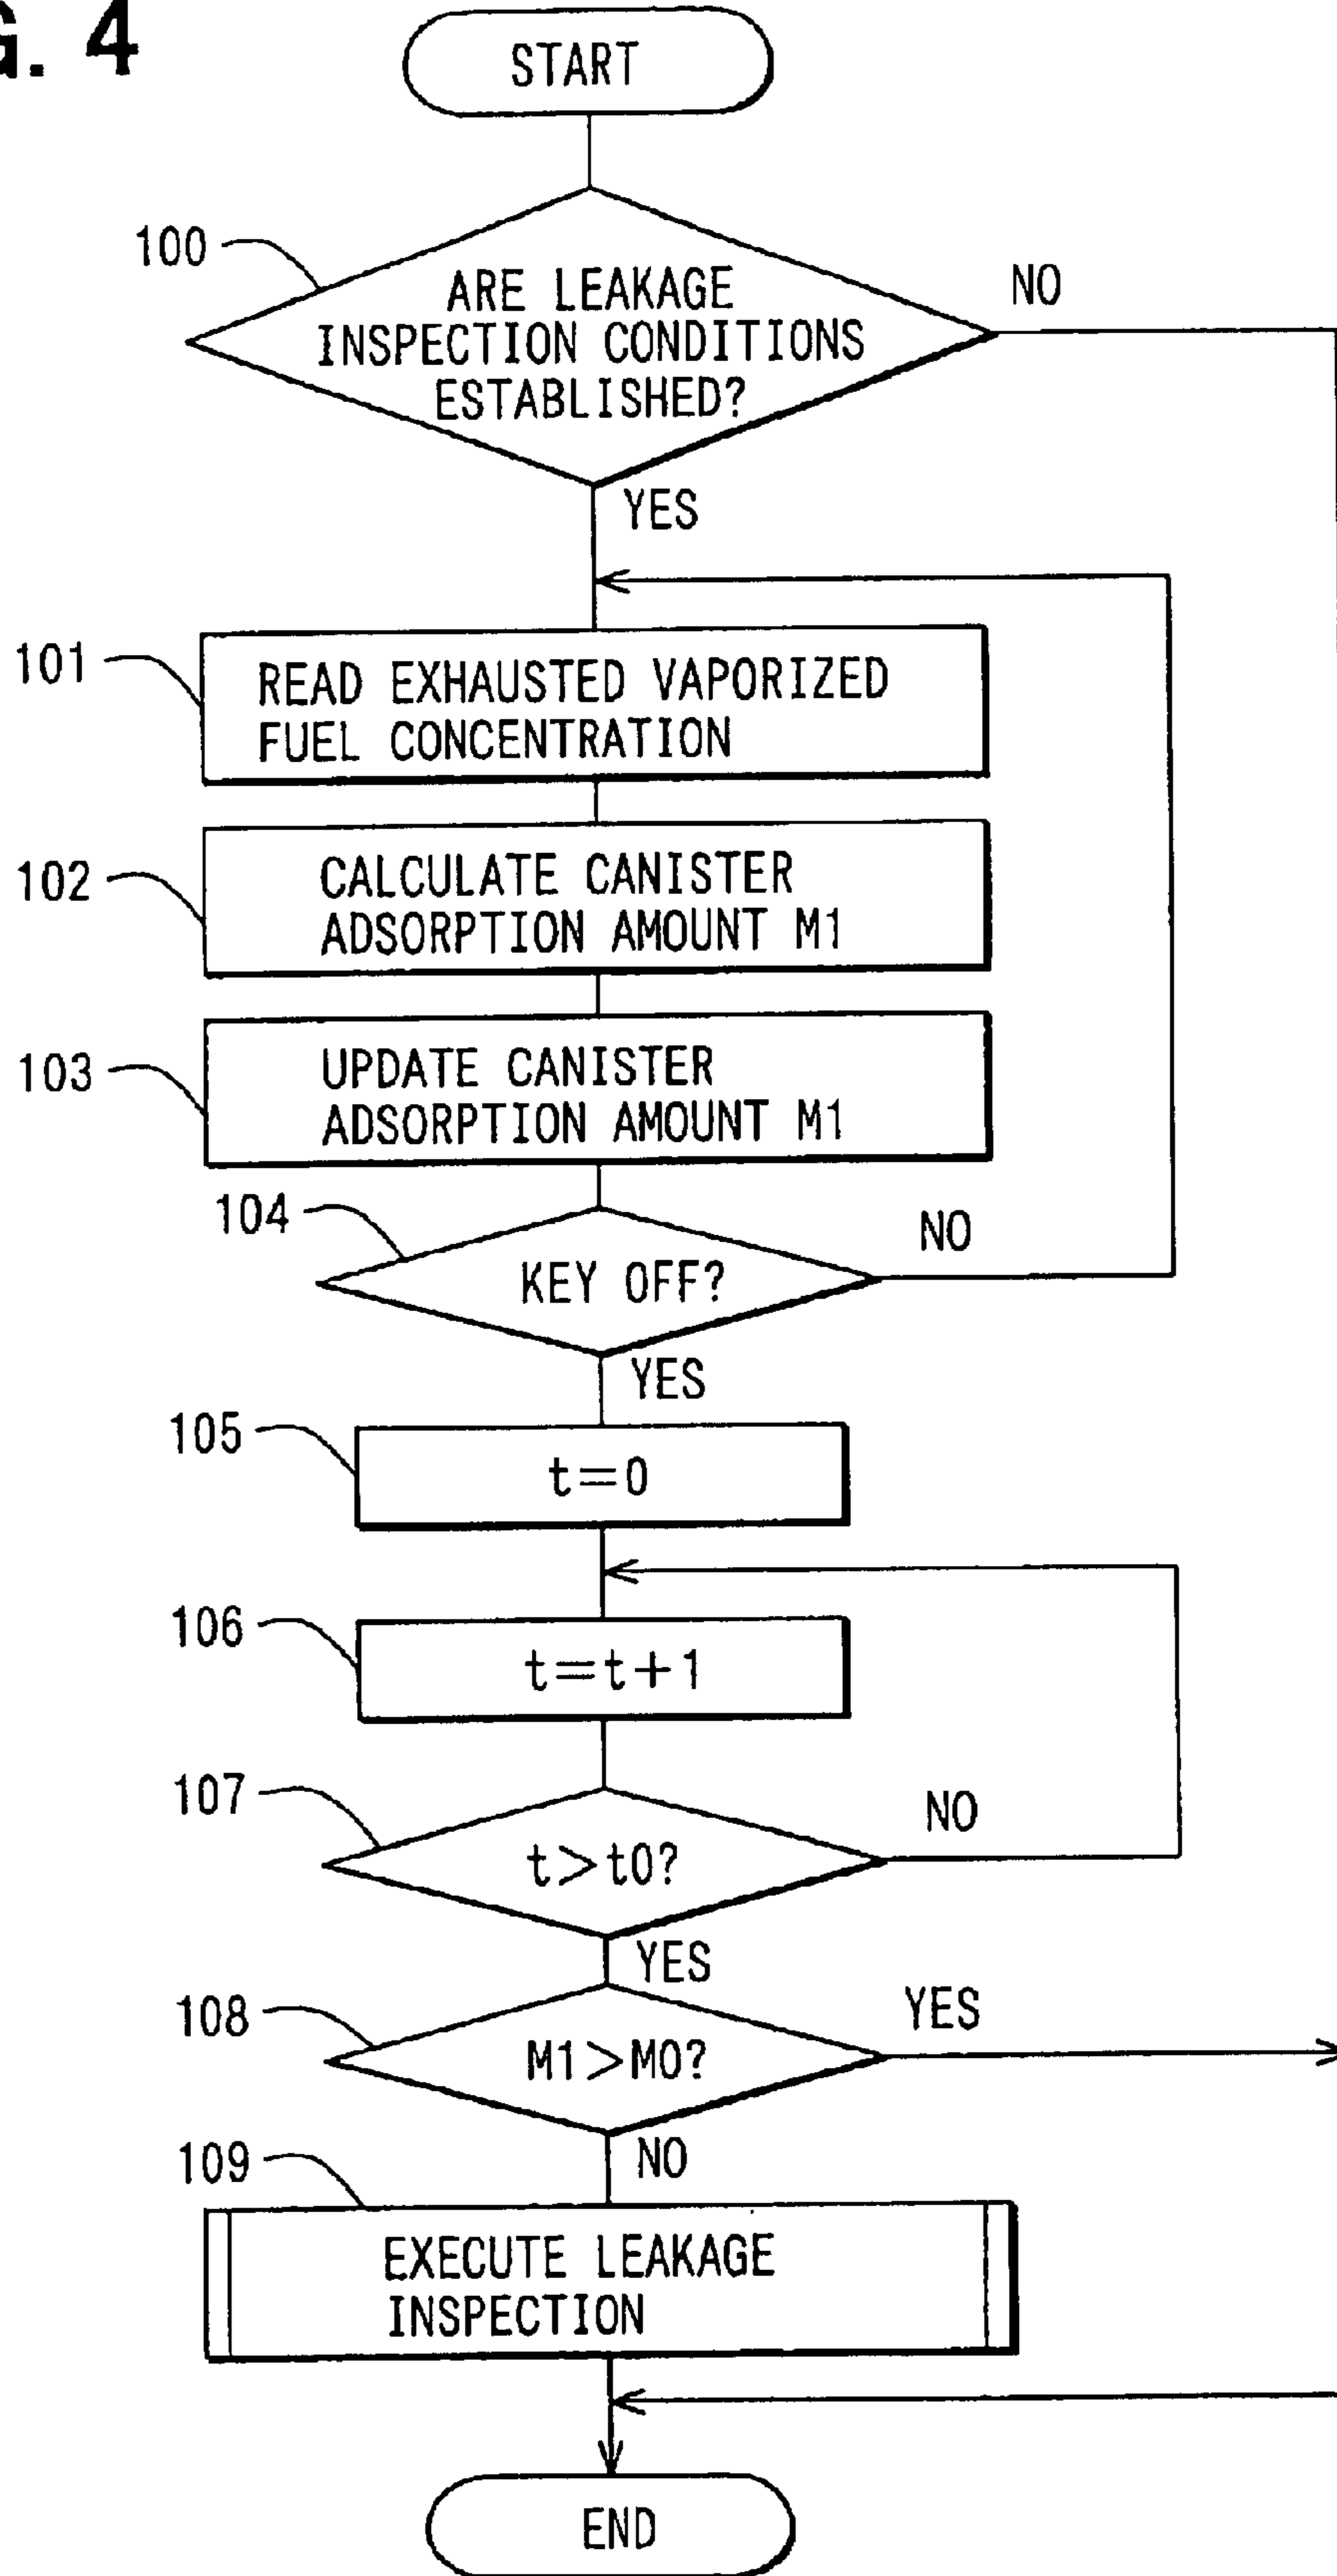 G. 4
START
100
ARE LEAKAGE
INSPECTION CONDITIONS
ESTABLISHED?
NO
YES
101
READ EXHAUSTED VAPORIZED
FUEL CONCENTRATION
102
CALCULATE CANISTER
ADSORPTION AMOUNT M1
103
UPDATE CANISTER
ADSORPTION AMOUNT M1
104
KEY OFF?
NO
YES
105
t=0
106
t=t+1
107
t>t0?
NO
YES
108
M1>M0?
YES
NO
109
EXECUTE LEAKAGE
INSPECTION
END